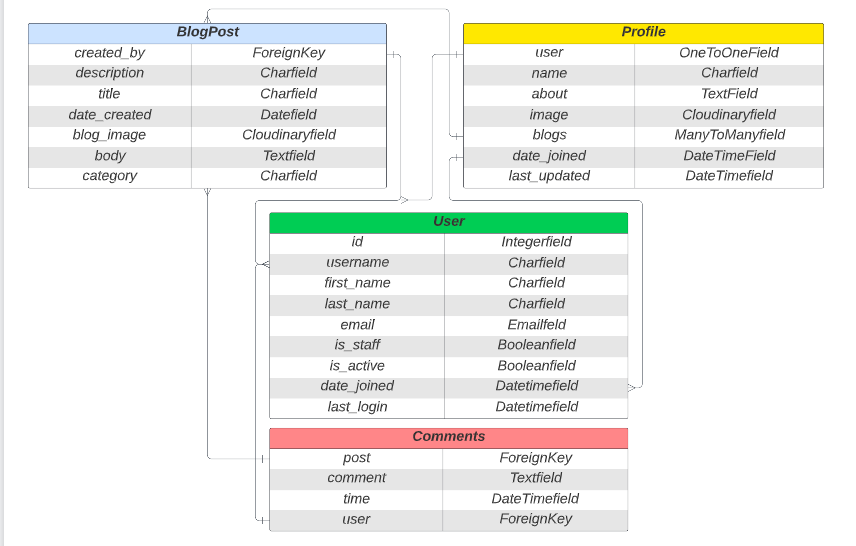 BlogPost
created_by ForeignKey
description Charfield
title Charfield
date_created Datefield
blog_image Cloudinaryfield
body Textfield
category Charfield
Profile
user OneToOneField
name Charfield
about TextField
image Cloudinaryfield
blogs ManyToManyfield
date_joined DateTimeField
last_updated DateTimefield
User
id Integerfield
username Charfield
first_name Charfield
last_name Charfield
email Emailfeld
is_staff Booleanfield
is_active Booleanfield
date_joined Datetimefield
last_login Datetimefield
Comments
post ForeignKey
comment Textfield
time DateTimefield
user ForeignKey